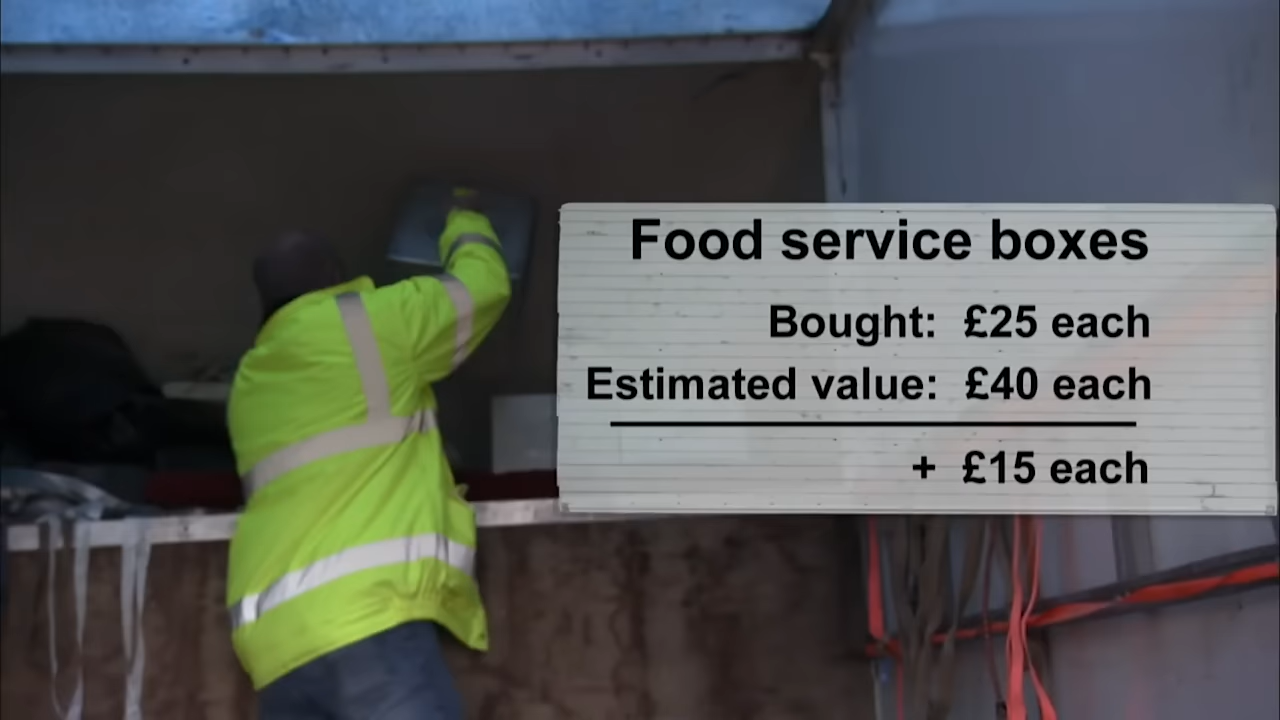 Food service boxes
Bought: £25 each
Estimated value: £40 each
+ £15 each